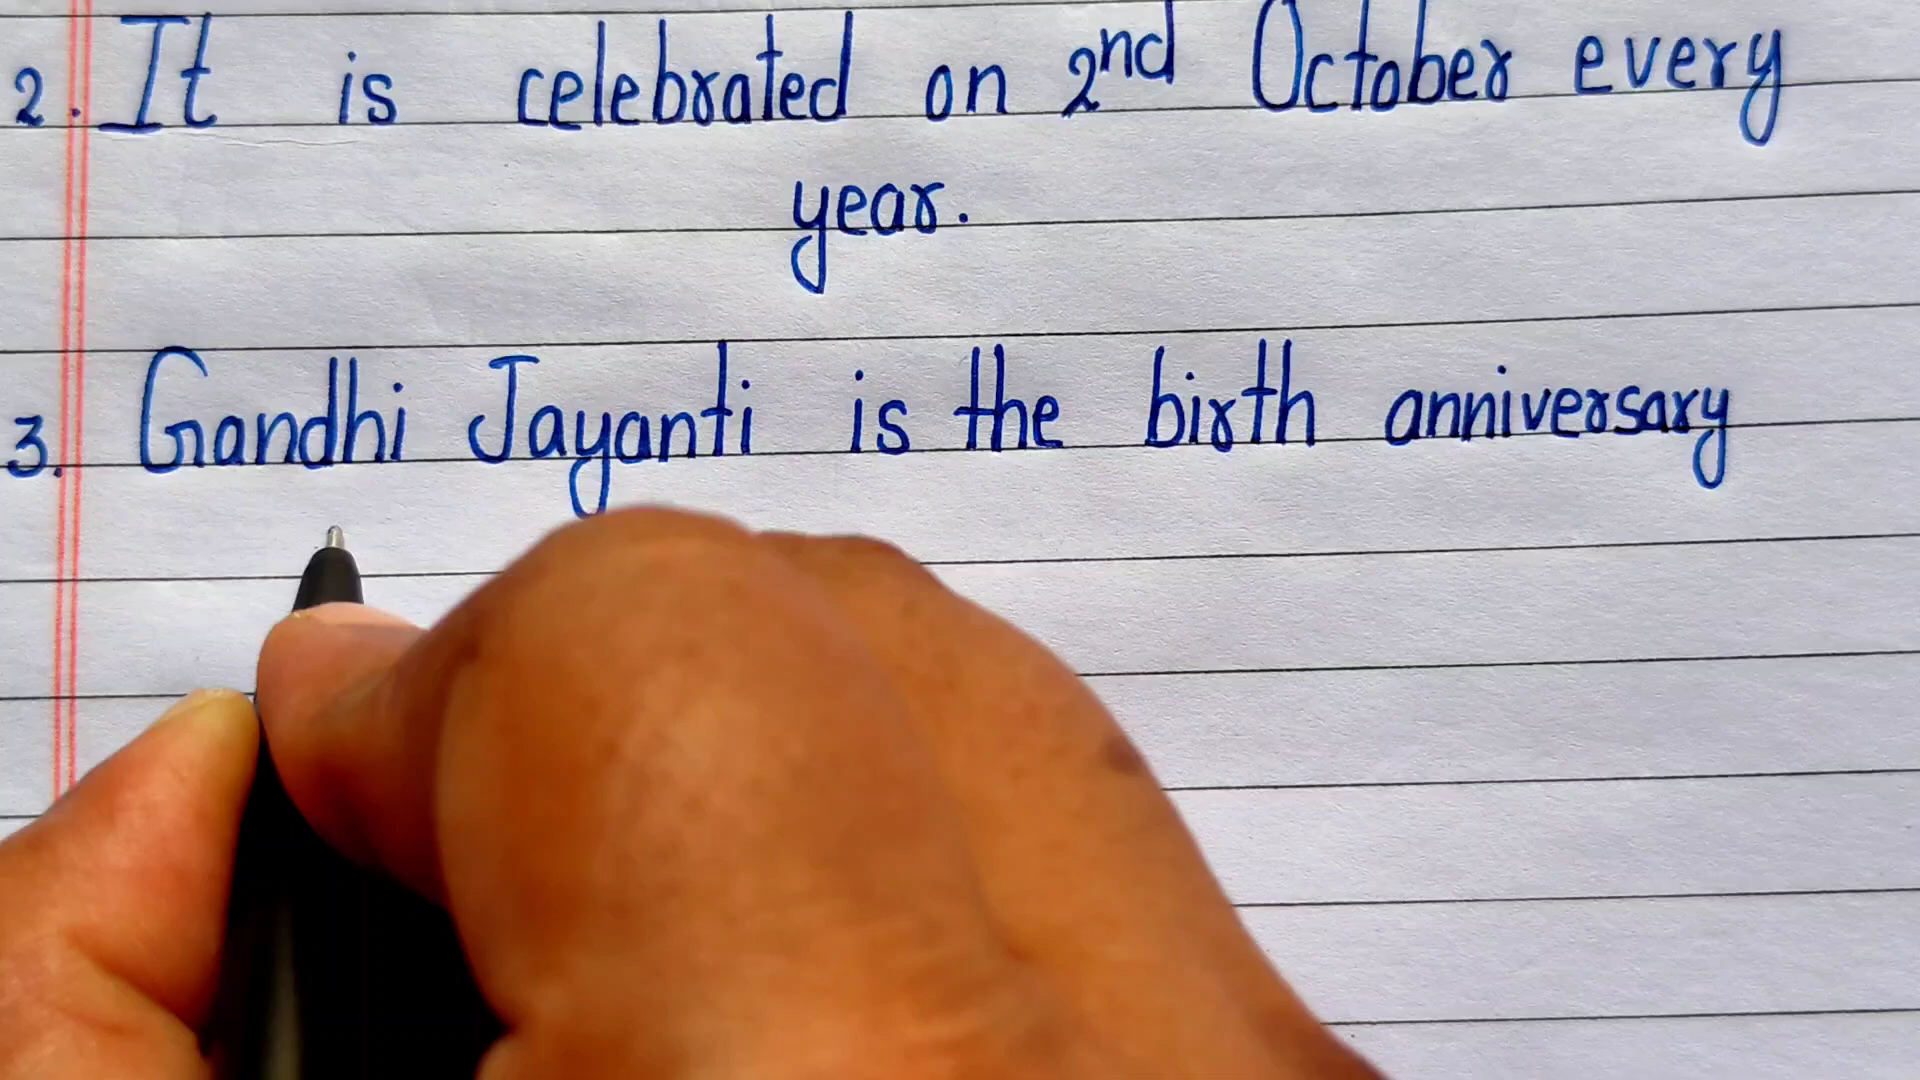 2. It is celebrated on 2nd October every
year.
3. Gandhi Jayanti is the birth anniversary